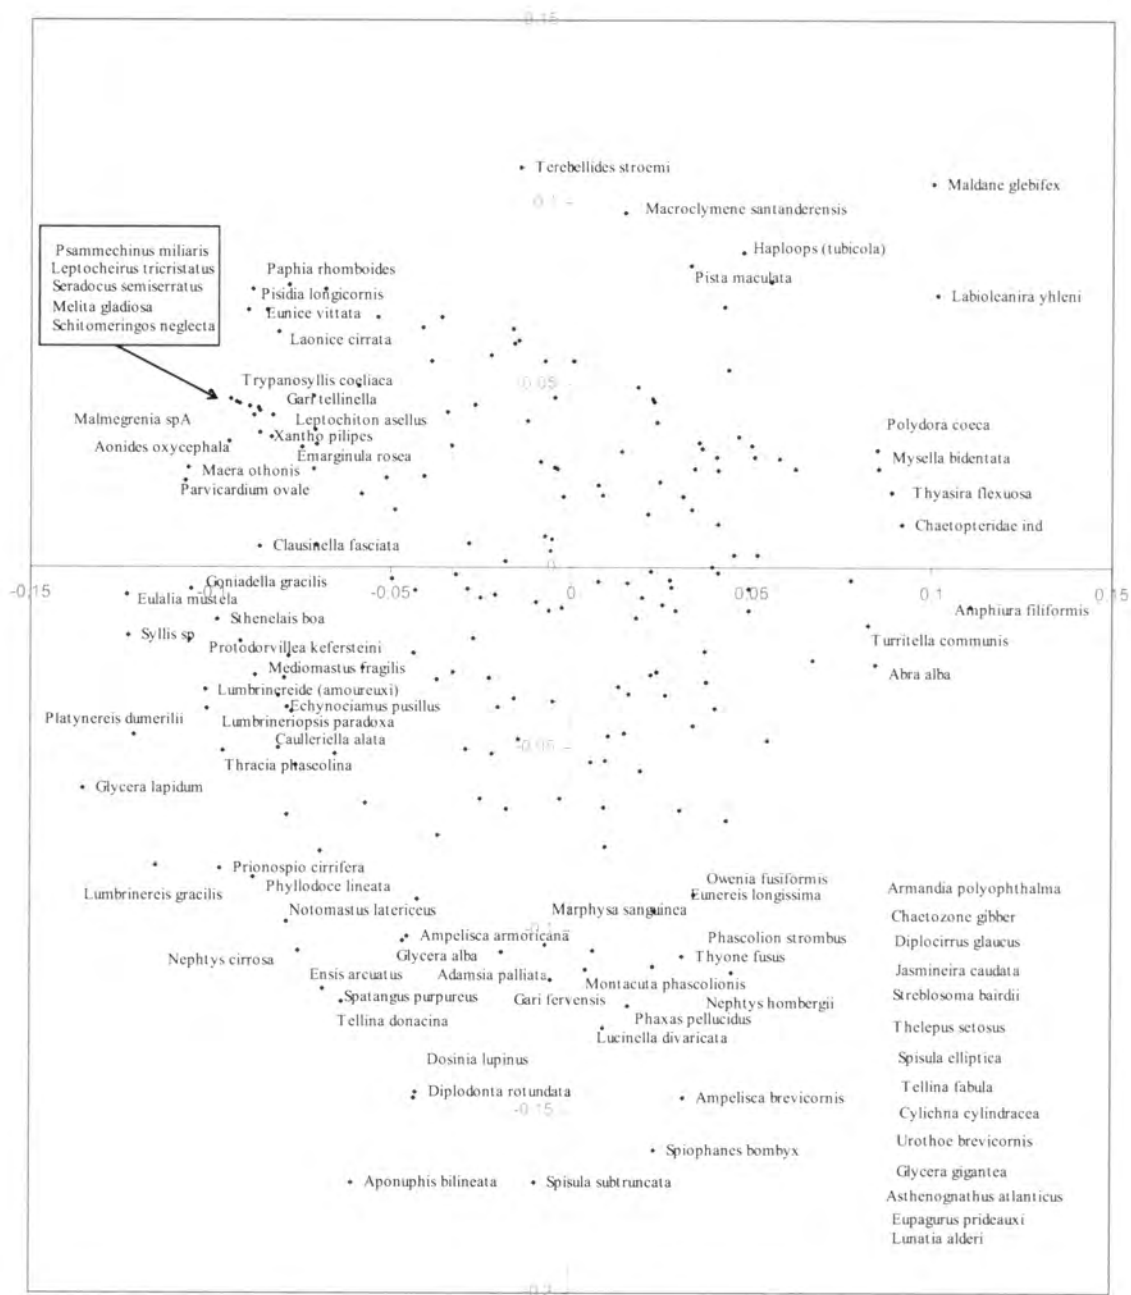 0.15
Terebellides stroemi
Maldane glebifex
0.1
Macroclymene santanderensis
Psammechinus miliaris
Leptocheirus tricristatus
Seradocus semiserratus
Melita gladiosa
Schitomeringos neglecta
Haploops (tubicola)
Paphia rhomboides
Pista maculata
Pisidia longicornis
Labioleanira yhleni
Eunice vittata
Laonice cirrata
Trypanosyllis coeliaca
0.05
Gari tellinella
Malmegrenia spA
Leptochiton asellus
Polydora coeca
Xantho pilipes
Aonides oxycephala
Emarginula rosea
Mysella bidentata
Maera othonis
Parvicardium ovale
Thyasira flexuosa
Chaetopteridae ind
Clausinella fasciata
0
Goniadella gracilis
-0.15
-0.1
-0.05
0.05
0.1
0.15
Eulalia mustela
Amphiura filiformis
Sthenelais boa
Syllis sp
Turritella communis
Protodorvillea kefersteini
Mediomastus fragilis
Abra alba
Lumbrinereide (amoureuxi)
Echynociamus pusillus
Platynereis dumerilii
Lumbrineriopsis paradoxa
Caulleriella alata
-0.05
Thracia phaseolina
Glycera lapidum
Prionospio cirrifera
Owenia fusiformis
Phyllodoce lineata
Armandia polyophthalma
Lumbrinereis gracilis
Eunereis longissima
Notomastus latericeus
Marphysa sanguinea
Chaetozone gibber
-0.1
Ampelisca armoricana
Phascolion strombus
Diplocirrus glaucus
Nephtys cirrosa
Glycera alba
Thyone fusus
Ensis arcuatus
Adamsia palliata
Jasmineira caudata
Montacuta phascolionis
Spatangus purpureus
Gari fervensis
Nephtys hombergii
Streblosoma bairdii
Tellina donacina
Phaxas pellucidus
Lucinella divaricata
Thelepus setosus
Dosinia lupinus
Spisula elliptica
Diplodonta rotundata
Tellina fabula
Ampelisca brevicornis
-0.15
Cylichna cylindracea
Spiophanes bombyx
Urothoe brevicornis
Aponuphis bilineata
Spisula subtruncata
Glycera gigantea
Asthenognathus atlanticus
Eupagurus prideauxi
Lunatia alderi
-0.2